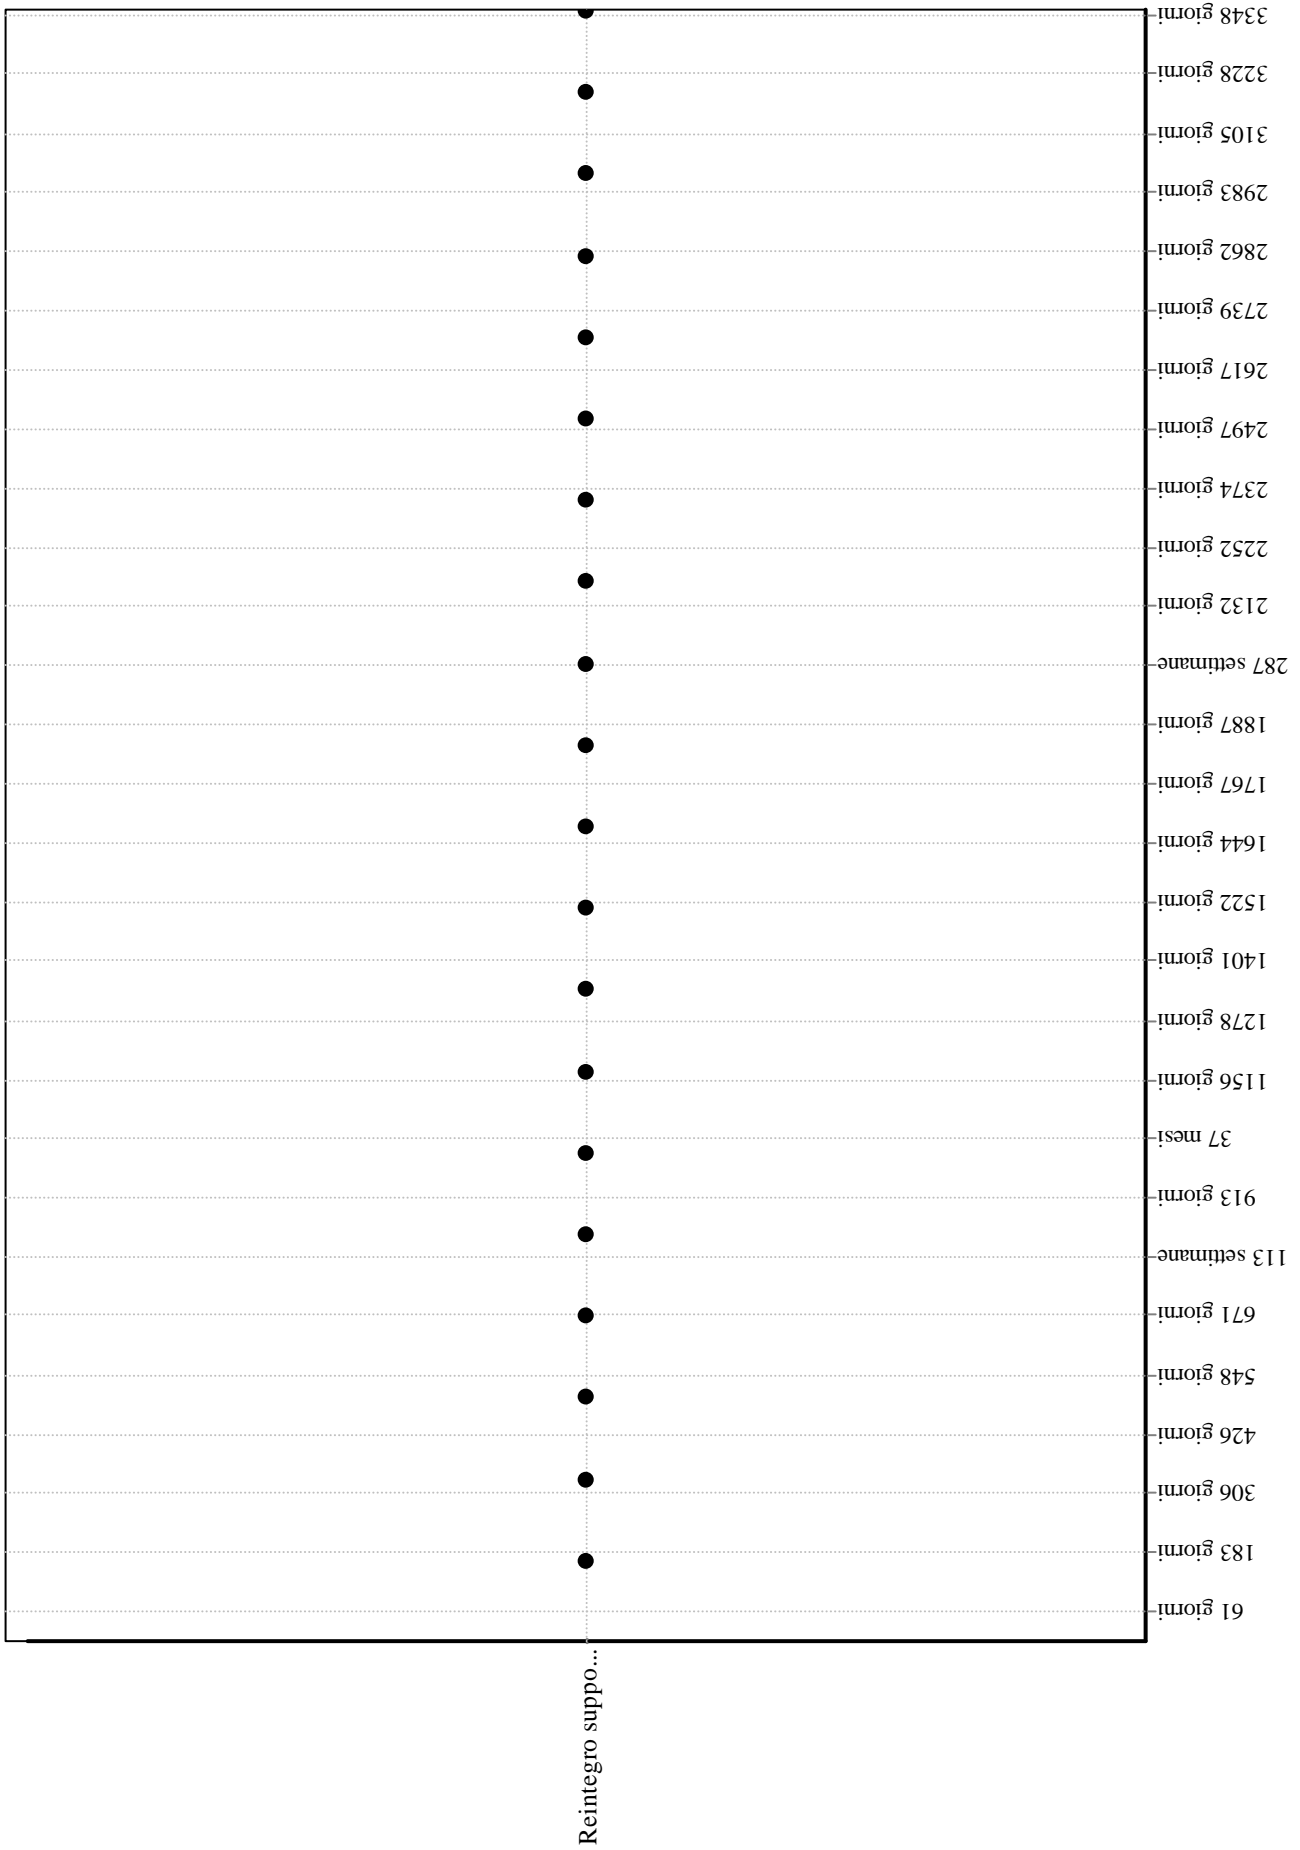 3348 giorni
3228 giorni
3105 giorni
2983 giorni
2862 giorni
2739 giorni
2617 giorni
2497 giorni
2374 giorni
2252 giorni
2132 giorni
287 settimane
1887 giorni
1767 giorni
1644 giorni
1522 giorni
1401 giorni
1278 giorni
1156 giorni
37 mesi
913 giorni
113 settimane
671 giorni
548 giorni
426 giorni
306 giorni
183 giorni
61 giorni
Reintegro suppo...